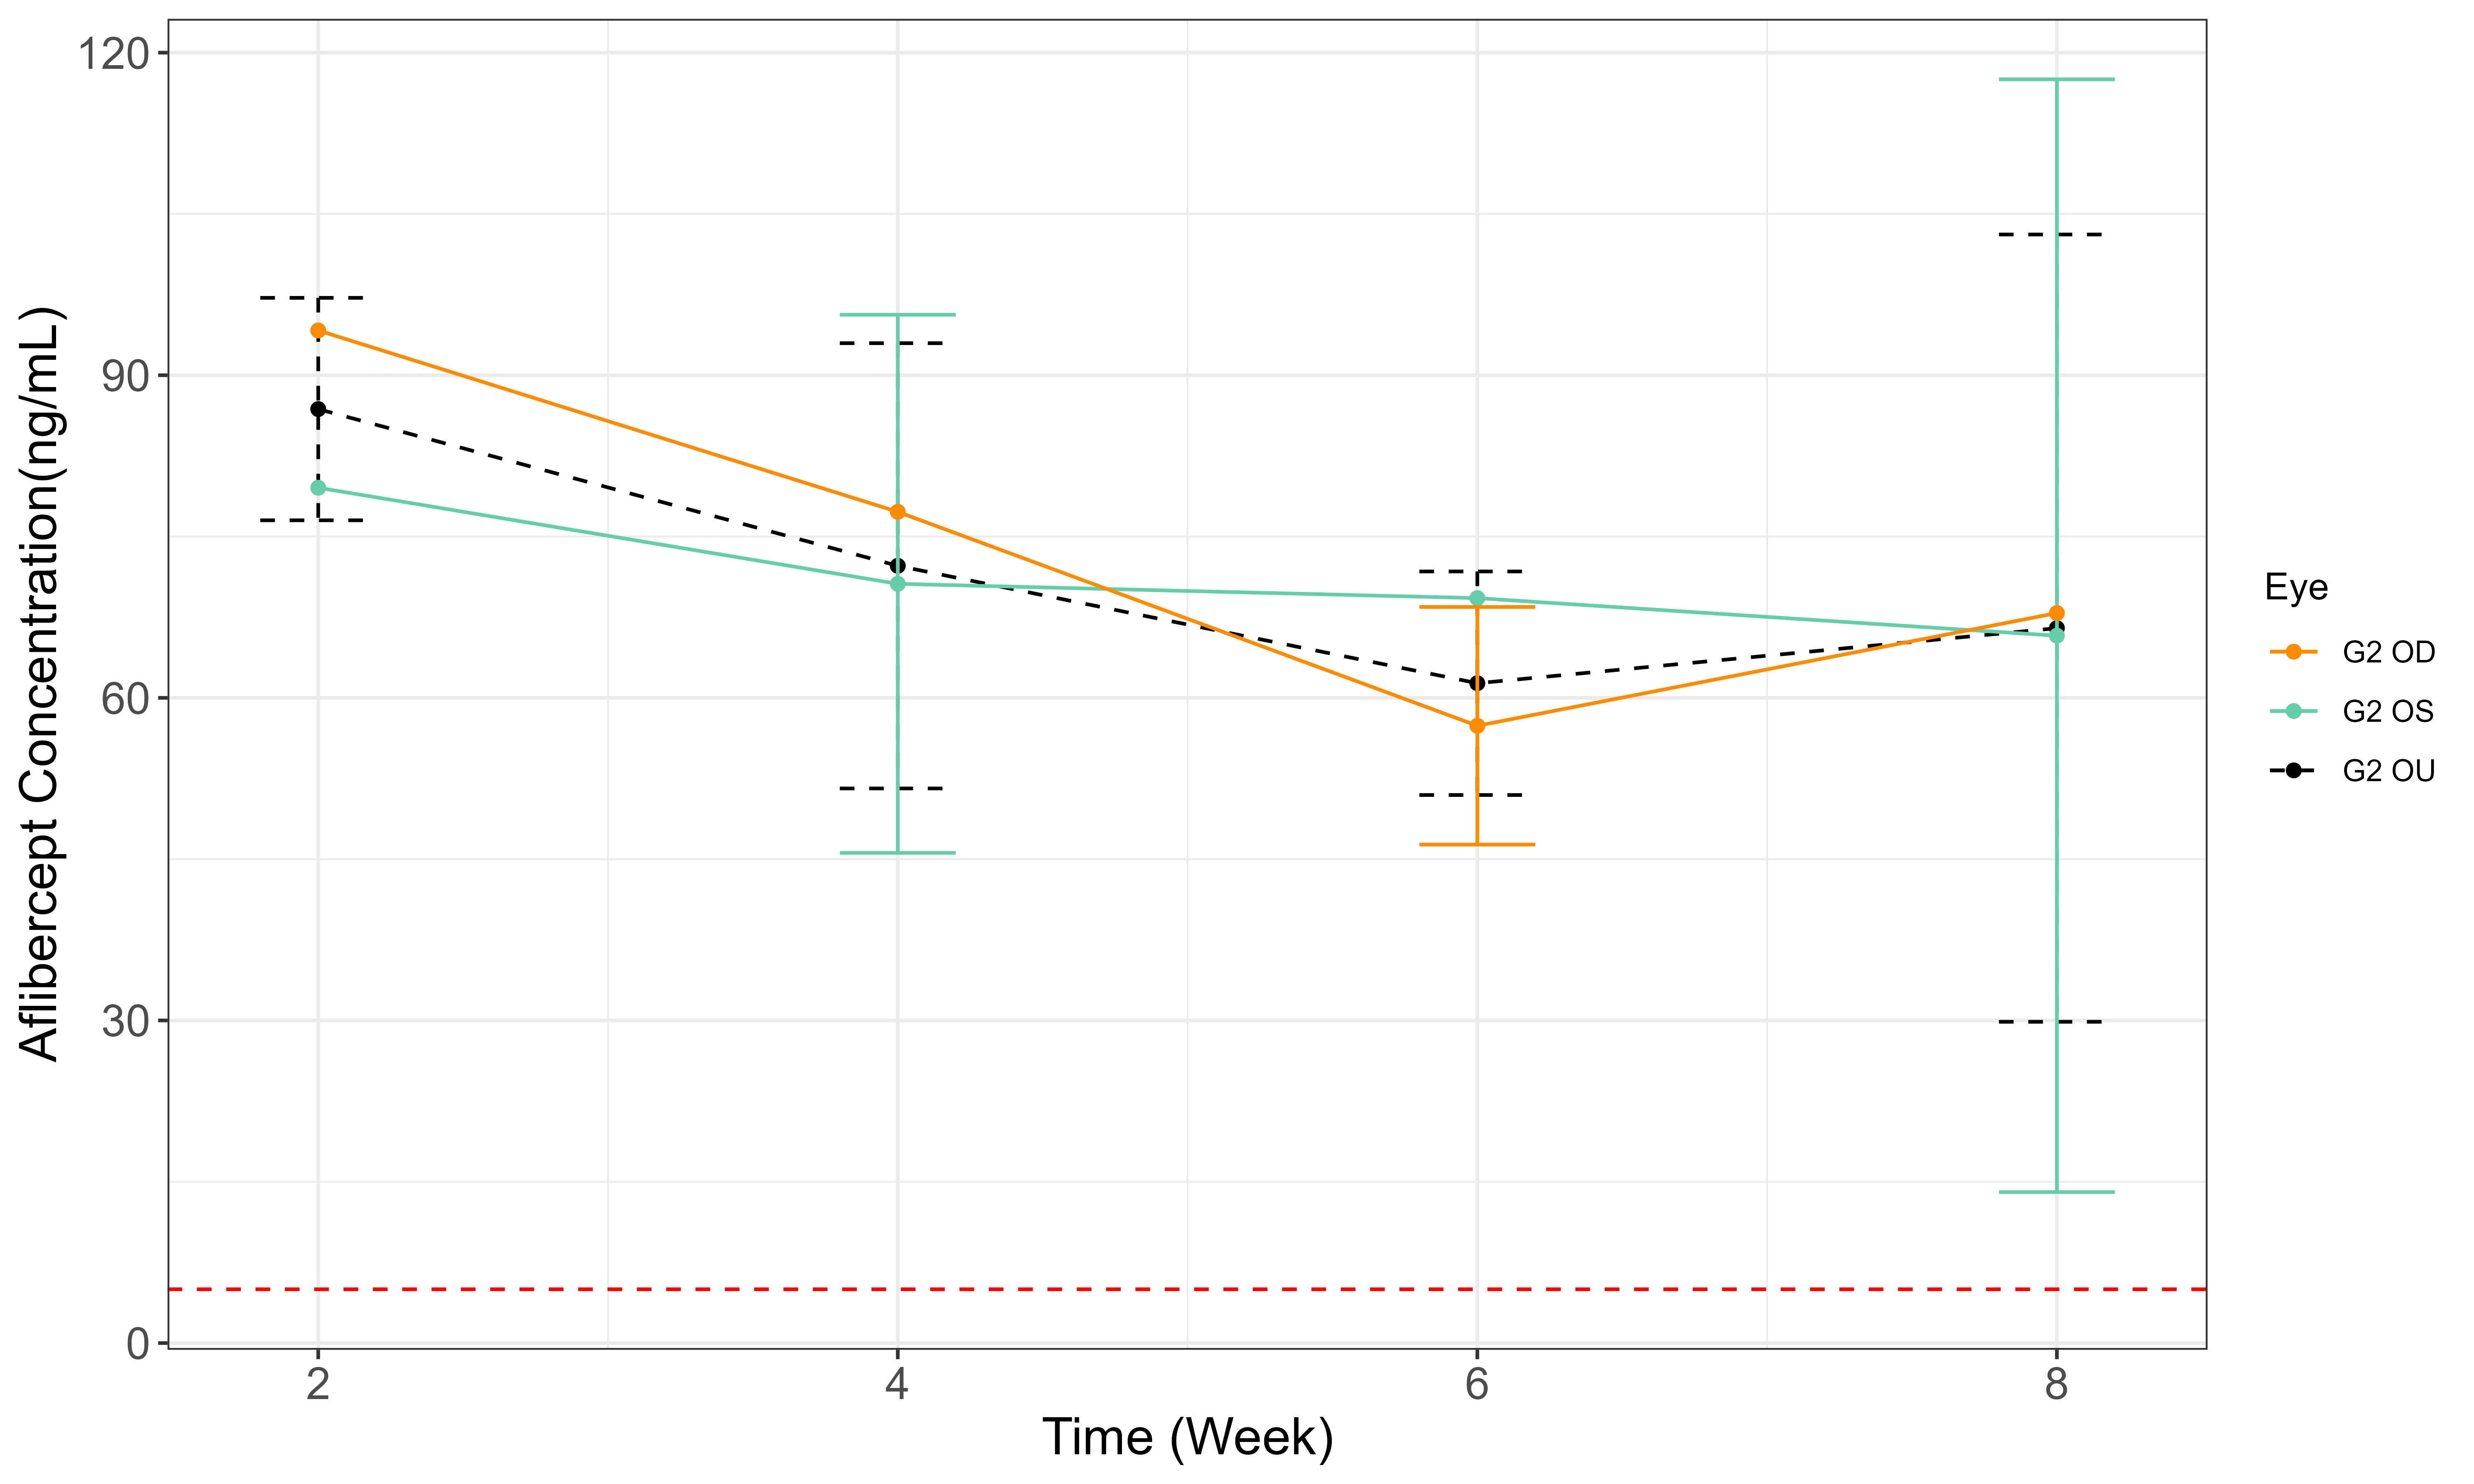 Aflibercept Concentration(ng/mL)
120
90
60
30
0
2 4 6 8
Time (Week)
Eye
G2 OD
G2 OS
G2 OU